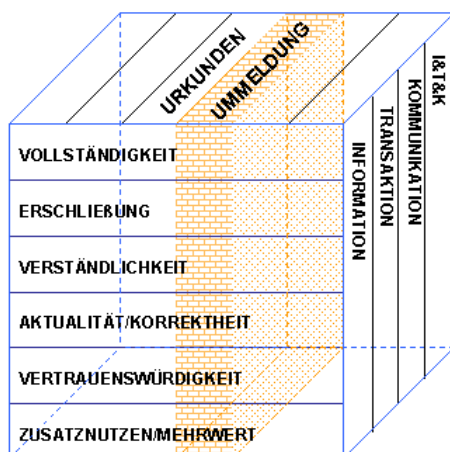 URKUNDEN
UMMELDUNG
VOLLSTÄNDIGKEIT
ERSCHLIEßUNG
VERSTÄNDLICHKEIT
AKTUALITÄT/KORREKTHEIT
VERTRAUENSWÜRDIGKEIT
ZUSATZNUTZEN/MEHRWERT
INFORMATION
TRANSAKTION
KOMMUNIKATION
I&T&K